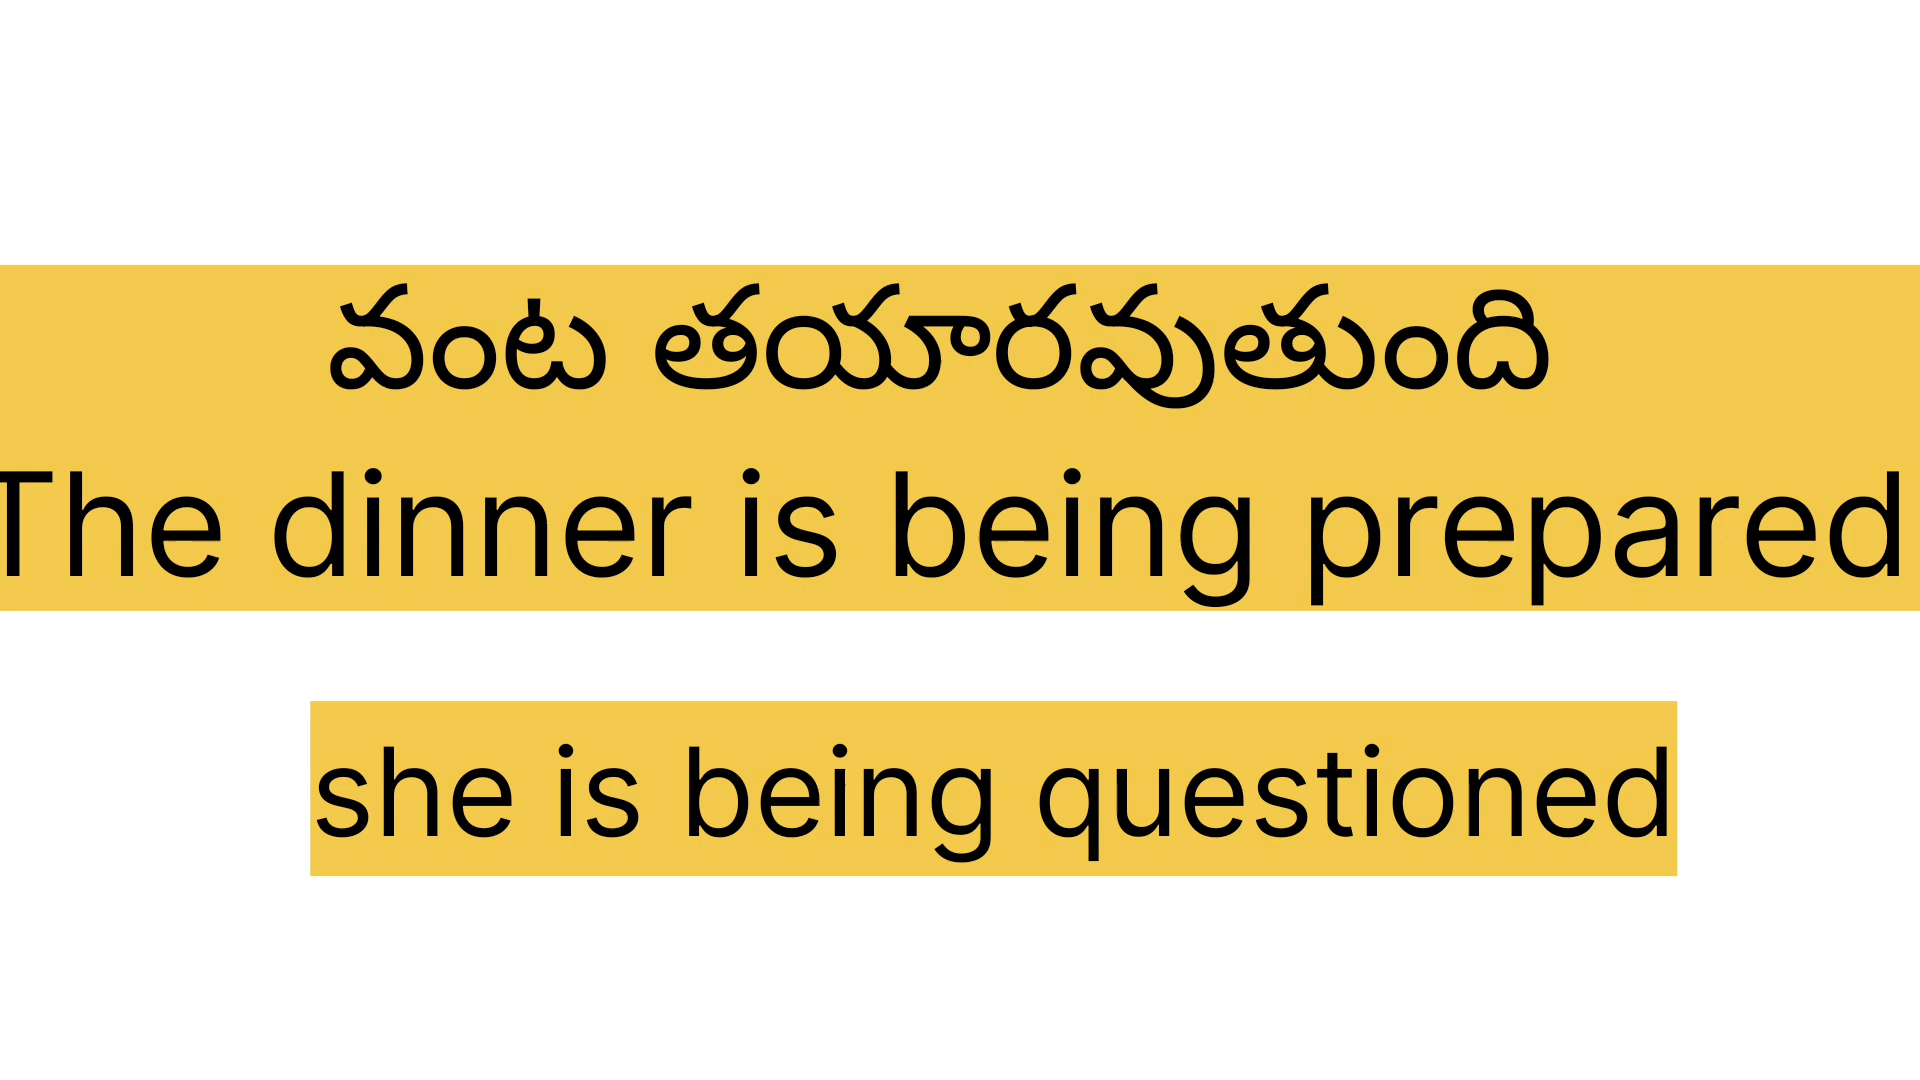 వంట తయారవుతుంది
The dinner is being prepared
she is being questioned